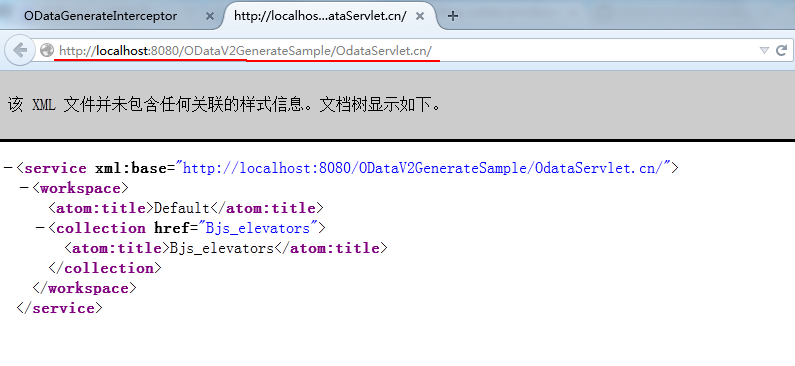 ODataGenerateInterceptor × http://localhos...ataServlet.cn/ × +
http://localhost:8080/ODataV2GenerateSample/OdataServlet.cn/
该 XML 文件并未包含任何关联的样式信息。文档树显示如下。
−<service xml:base="http://localhost:8080/ODataV2GenerateSample/OdataServlet.cn/">
−<workspace>
<atom:title>Default</atom:title>
−<collection href="Bjs_elevators">
<atom:title>Bjs_elevators</atom:title>
</collection>
</workspace>
</service>